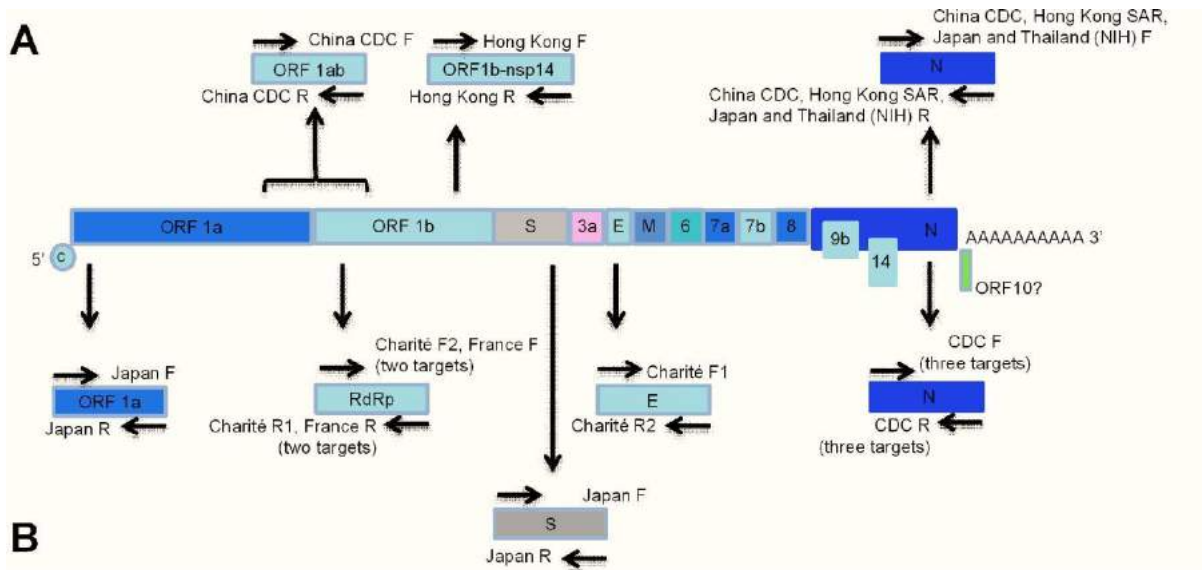 A
China CDC F
ORF 1ab
China CDC R
Hong Kong F
ORF1b-nsp14
Hong Kong R
China CDC, Hong Kong SAR,
Japan and Thailand (NIH) F
N
China CDC, Hong Kong SAR,
Japan and Thailand (NIH) R
5' c
ORF 1a
ORF 1b
S
3a
E
M
6
7a
7b
8
9b
14
N
AAAAAAAAAA 3'
ORF10?
Japan F
ORF 1a
Japan R
Charité F2, France F
(two targets)
RdRp
Charité R1, France R
(two targets)
Charité F1
E
Charité R2
CDC F
(three targets)
N
CDC R
(three targets)
Japan F
S
Japan R
B